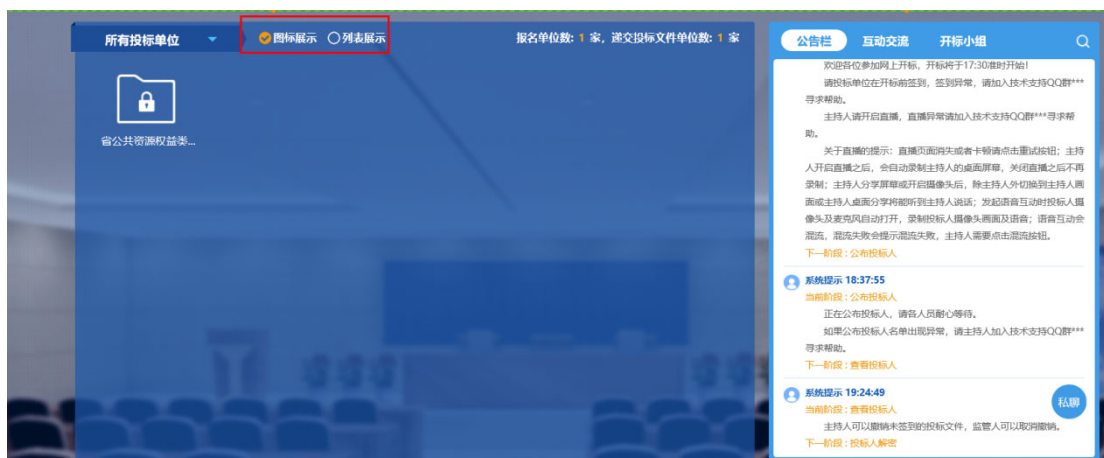 所有投标单位
图标展示 列表展示
报名单位数: 1 家, 递交投标文件单位数: 1 家
省公共资源权益类...
公告栏 互动交流 开标小组
欢迎各位参加网上开标, 开标将于17:30准时开始!
请投标单位在开标前签到, 签到异常, 请加入技术支持QQ群***
寻求帮助。
主持人请开启直播, 直播异常请加入技术支持QQ群***寻求帮
助。
关于直播的提示: 直播页面消失或者卡顿请点击重试按钮; 主持
人开启直播之后, 会自动录制主持人的桌面屏幕, 关闭直播之后不再
录制; 主持人分享屏幕或开启摄像头后, 除主持人外切换到主持人画
面或主持人桌面分享将能听到主持人说话; 发起语音互动时投标人摄
像头及麦克风自动打开, 录制投标人摄像头画面及语音; 语音互动会
混流, 混流失败会提示混流失败, 主持人需要点击混流按钮。
下一阶段 : 公布投标人
系统提示 18:37:55
当前阶段 : 公布投标人
正在公布投标人, 请各人员耐心等待。
如果公布投标人名单出现异常, 请主持人加入技术支持QQ群***
寻求帮助。
下一阶段 : 查看投标人
系统提示 19:24:49
当前阶段 : 查看投标人
主持人可以撤销未签到的投标文件, 监管人可以取消撤销。
下一阶段 : 投标人解密
私聊